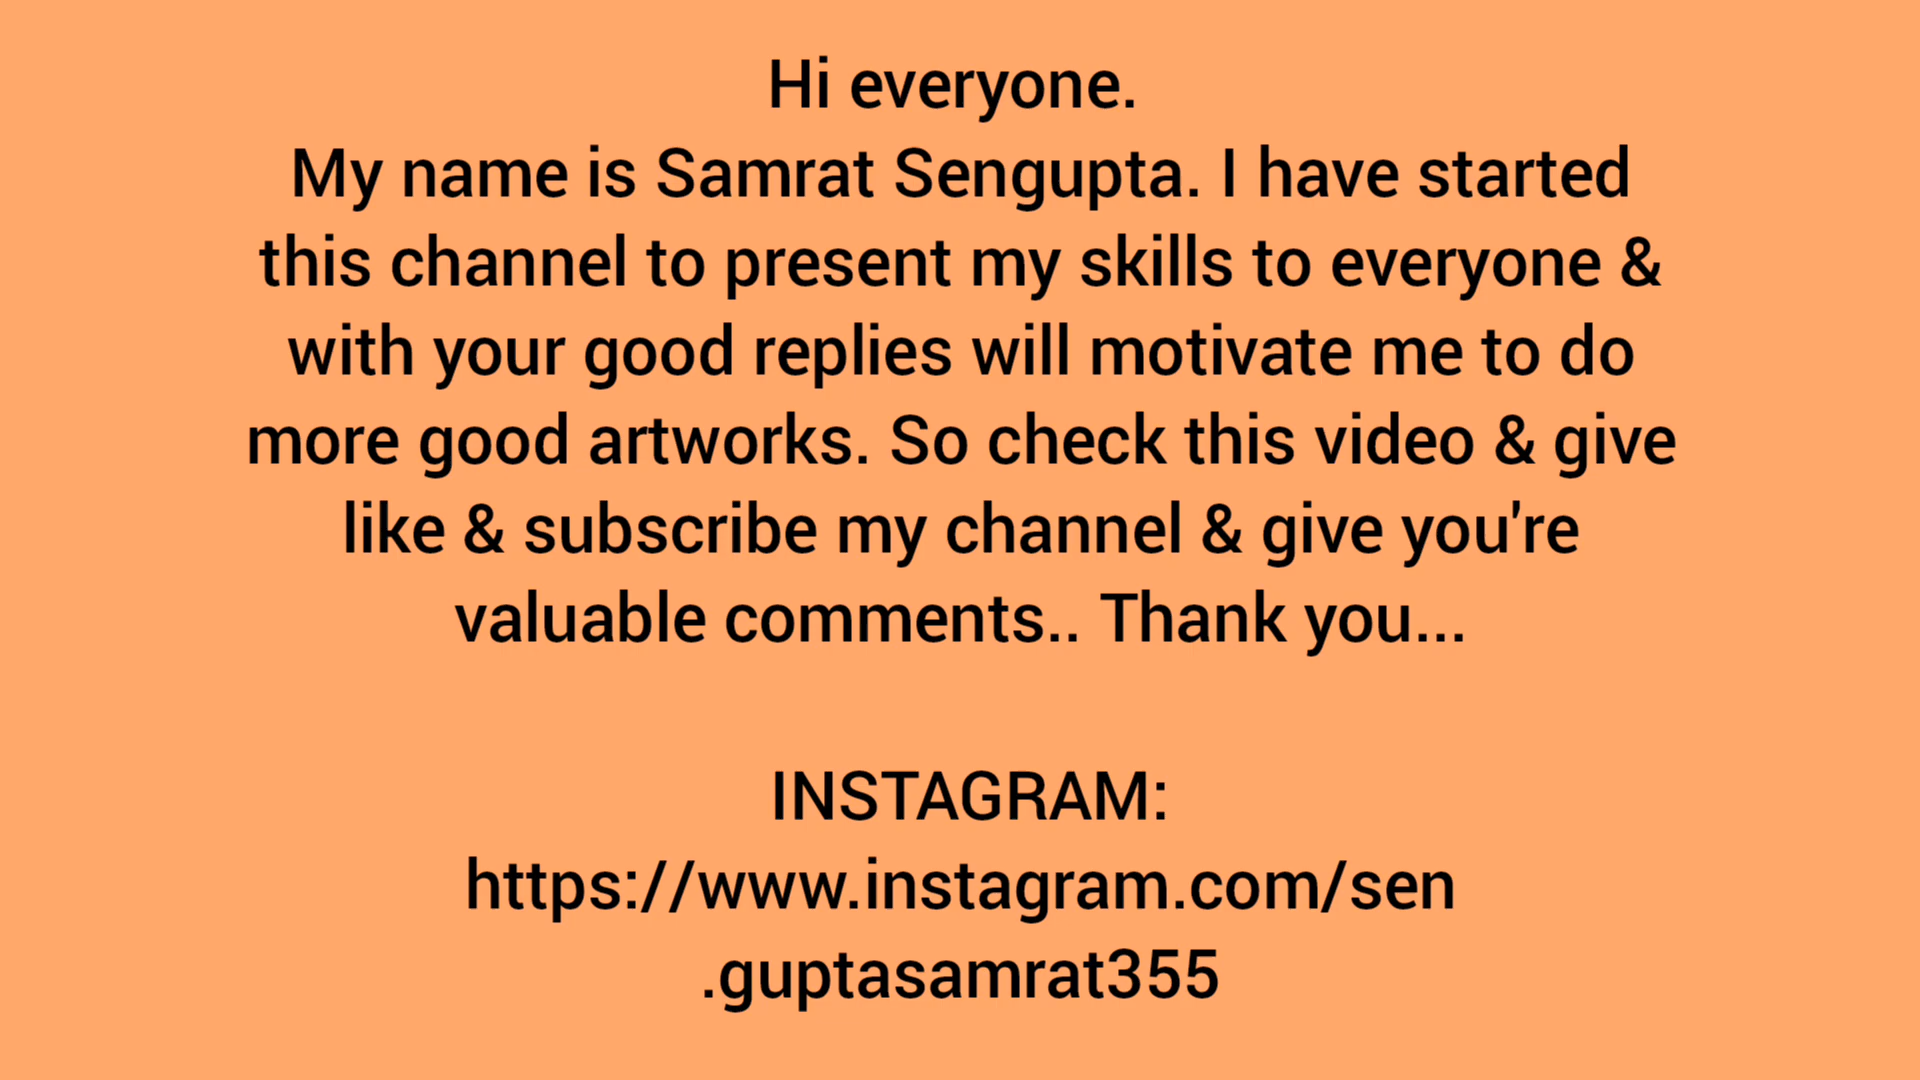 Hi everyone.
My name is Samrat Sengupta. I have started
this channel to present my skills to everyone &
with your good replies will motivate me to do
more good artworks. So check this video & give
like & subscribe my channel & give you're
valuable comments.. Thank you...
INSTAGRAM:
https://www.instagram.com/sen
.guptasamrat355